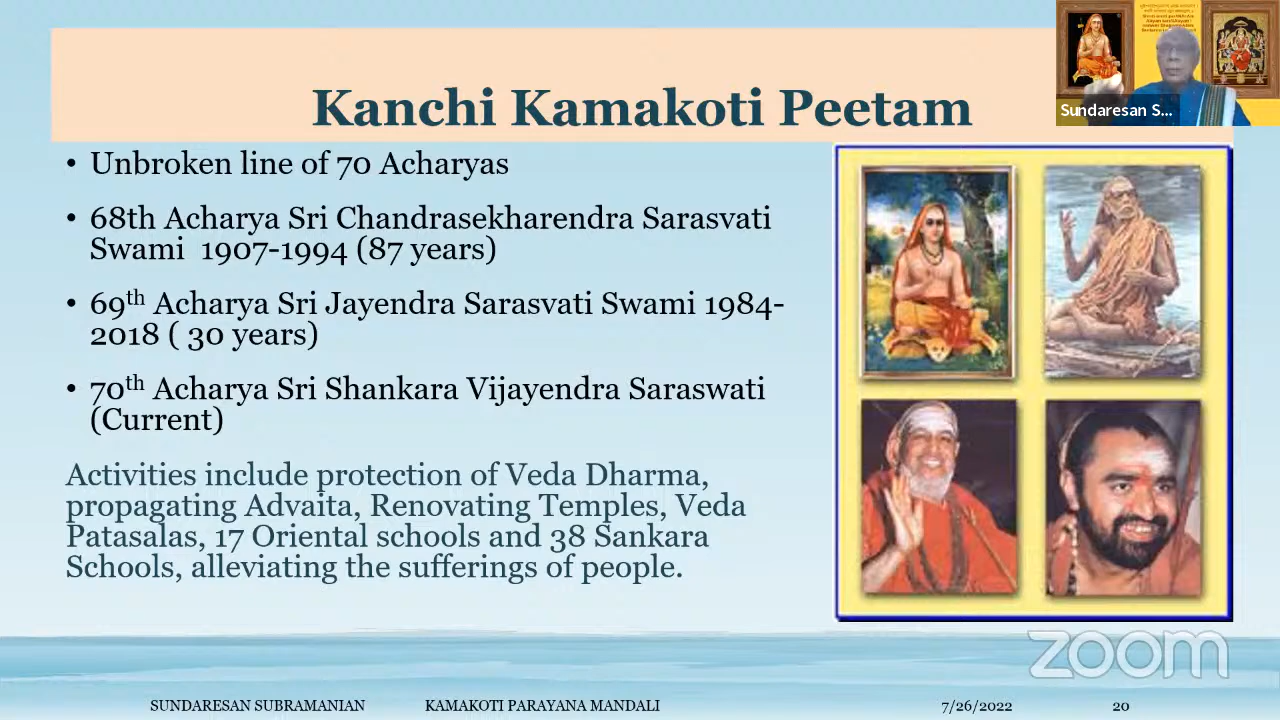 Kanchi Kamakoti Peetam
Sundaresan S...
• Unbroken line of 70 Acharyas
• 68th Acharya Sri Chandrasekharendra Sarasvati
Swami 1907-1994 (87 years)
• 69th Acharya Sri Jayendra Sarasvati Swami 1984-
2018 ( 30 years)
• 70th Acharya Sri Shankara Vijayendra Saraswati
(Current)
Activities include protection of Veda Dharma,
propagating Advaita, Renovating Temples, Veda
Patasalas, 17 Oriental schools and 38 Sankara
Schools, alleviating the sufferings of people.
zoom
SUNDARESAN SUBRAMANIAN KAMAKOTI PARAYANA MANDALI 7/26/2022 20